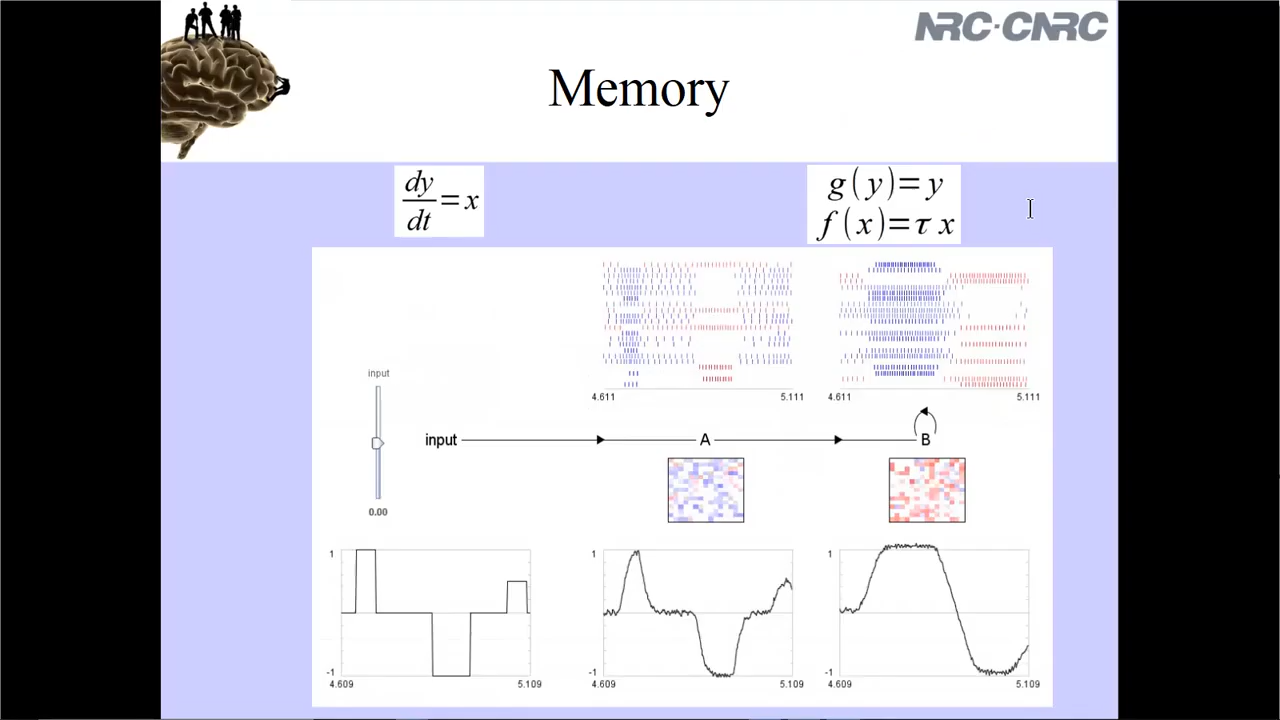 NRC·CNRC
Memory
dy/dt = x
g(y)=y
f(x)=τ x
4.611 5.111
4.611 5.111
input
0.00
input A B
1
-1
4.609 5.109
1
-1
4.609 5.109
1
-1
4.609 5.109